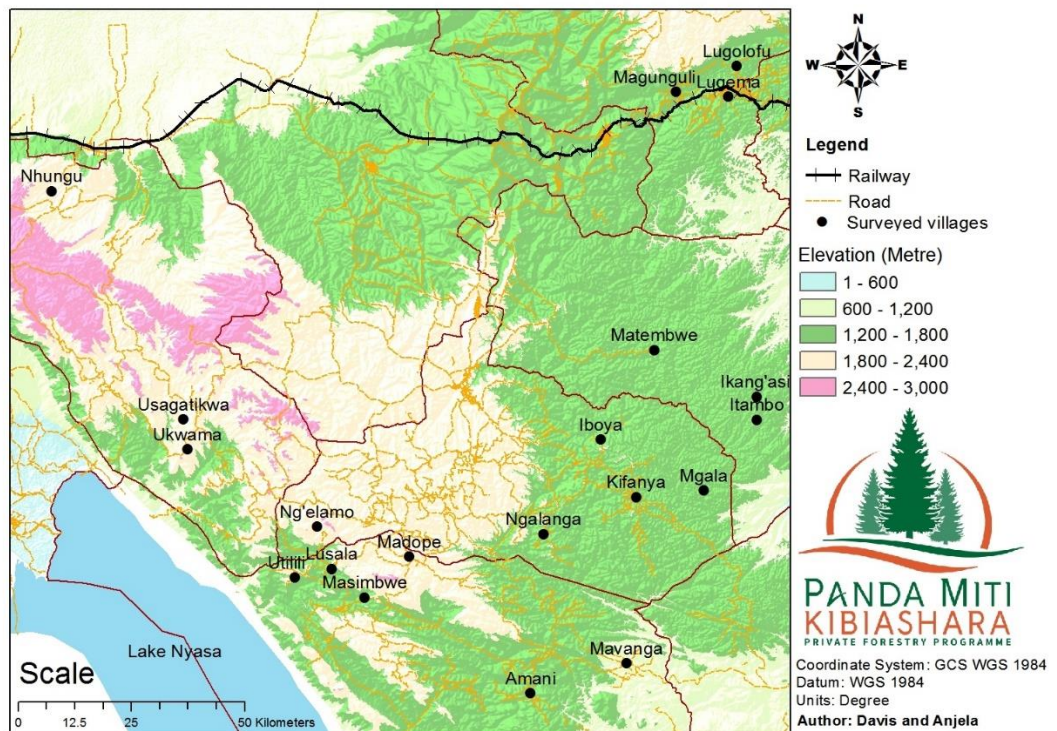 Lugolofu
Magunguli
Lugema
Nhungu
Matembwe
Ikang'asi
Itambo
Usagatikwa
Ukwama
Iboya
Kifanya
Mgala
Ng'elamo
Ngalanga
Madope
Lusala
Utilili
Masimbwe
Lake Nyasa
Mavanga
Amani
Scale
0 12.5 25 50 Kilometers
N
W E
S
Legend
Railway
Road
Surveyed villages
Elevation (Metre)
1 - 600
600 - 1,200
1,200 - 1,800
1,800 - 2,400
2,400 - 3,000
PANDA MITI
KIBIASHARA
PRIVATE FORESTRY PROGRAMME
Coordinate System: GCS WGS 1984
Datum: WGS 1984
Units: Degree
Author: Davis and Anjela